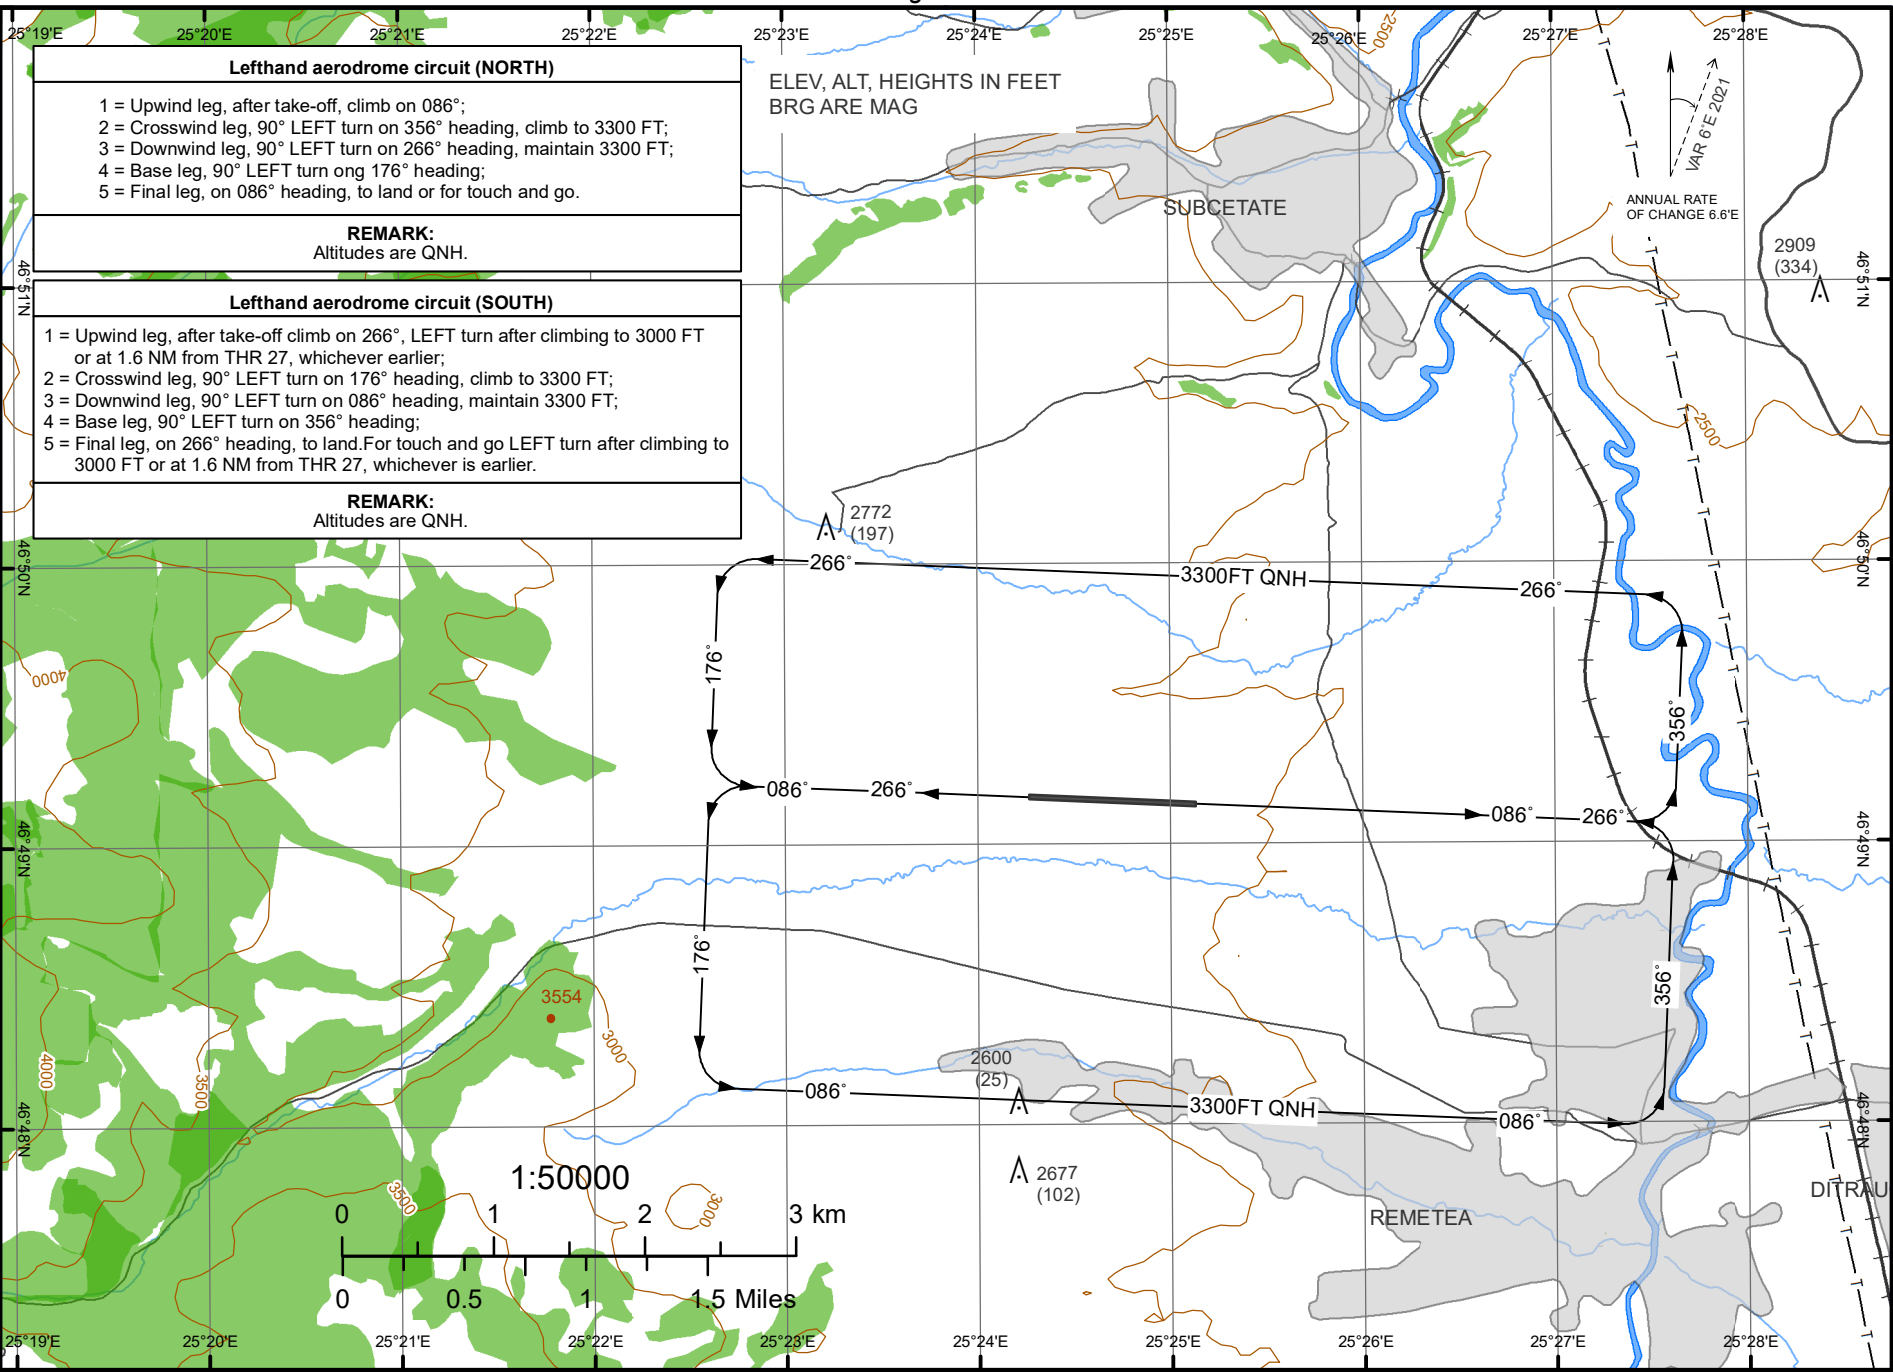 25°19'E 25°20'E 25°21'E 25°22'E 25°23'E 25°24'E 25°25'E 25°26'E 25°27'E 25°28'E
Lefthand aerodrome circuit (NORTH)
1 = Upwind leg, after take-off, climb on 086°;
2 = Crosswind leg, 90° LEFT turn on 356° heading, climb to 3300 FT;
3 = Downwind leg, 90° LEFT turn on 266° heading, maintain 3300 FT;
4 = Base leg, 90° LEFT turn ong 176° heading;
5 = Final leg, on 086° heading, to land or for touch and go.
REMARK:
Altitudes are QNH.
ELEV, ALT, HEIGHTS IN FEET
BRG ARE MAG
2500
VAR 6°E 2021
ANNUAL RATE
OF CHANGE 6.6'E
SUBCETATE
2909
(334)
46°51'N
46°51'N
Lefthand aerodrome circuit (SOUTH)
1 = Upwind leg, after take-off climb on 266°, LEFT turn after climbing to 3000 FT
or at 1.6 NM from THR 27, whichever earlier;
2 = Crosswind leg, 90° LEFT turn on 176° heading, climb to 3300 FT;
3 = Downwind leg, 90° LEFT turn on 086° heading, maintain 3300 FT;
4 = Base leg, 90° LEFT turn on 356° heading;
5 = Final leg, on 266° heading, to land.For touch and go LEFT turn after climbing to
3000 FT or at 1.6 NM from THR 27, whichever is earlier.
REMARK:
Altitudes are QNH.
2500
2772
(197)
46°50'N
46°50'N
266°
3300FT QNH
266°
4000
176°
356°
086°
266°
086°
266°
46°49'N
46°49'N
176°
356°
3554
3000
4000
3500
2600
(25)
086°
3300FT QNH
086°
46°48'N
46°48'N
2677
(102)
3500
3000
REMETEA
DITRAU
1:50000
0 1 2 3 km
0 0.5 1 1.5 Miles
25°19'E 25°20'E 25°21'E 25°22'E 25°23'E 25°24'E 25°25'E 25°26'E 25°27'E 25°28'E